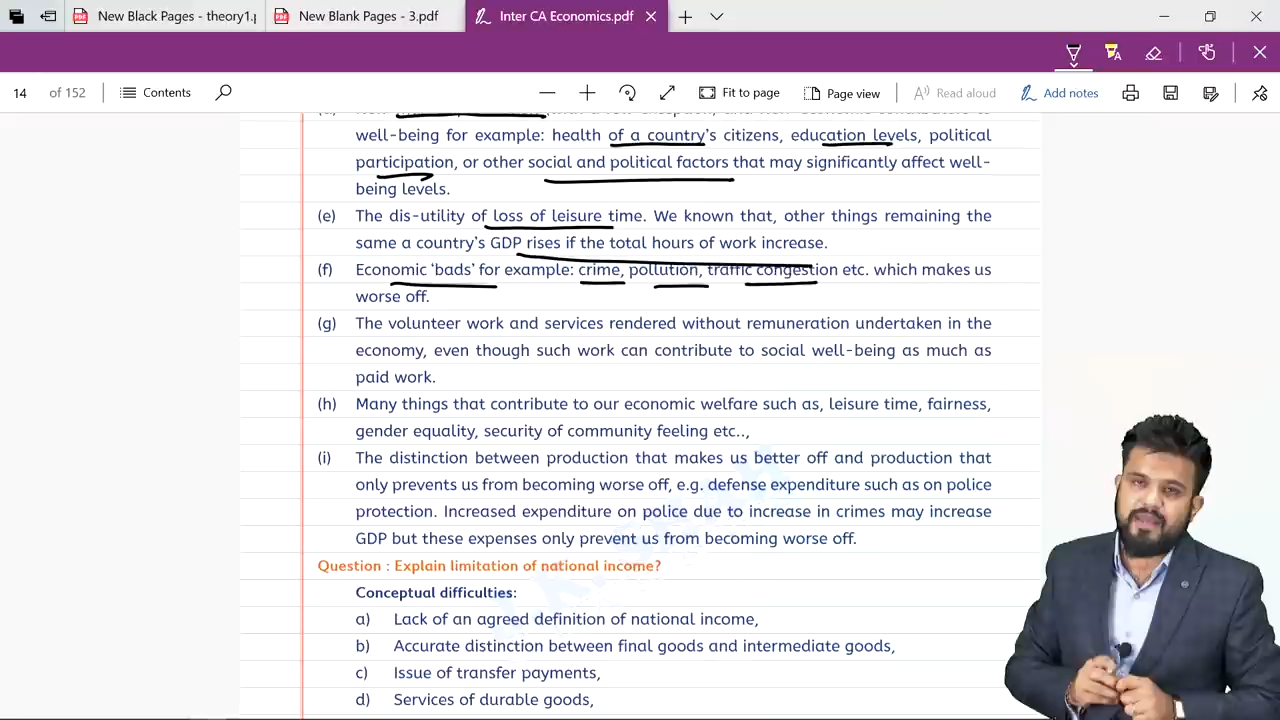 New Black Pages - theory1.p
New Blank Pages - 3.pdf
Inter CA Economics.pdf
14 of 152
Contents
Fit to page
Page view
Read aloud
Add notes
well-being for example: health of a country's citizens, education levels, political
participation, or other social and political factors that may significantly affect well-
being levels.
(e) The dis-utility of loss of leisure time. We known that, other things remaining the
same a country's GDP rises if the total hours of work increase.
(f) Economic 'bads' for example: crime, pollution, traffic congestion etc. which makes us
worse off.
(g) The volunteer work and services rendered without remuneration undertaken in the
economy, even though such work can contribute to social well-being as much as
paid work.
(h) Many things that contribute to our economic welfare such as, leisure time, fairness,
gender equality, security of community feeling etc..,
(i) The distinction between production that makes us better off and production that
only prevents us from becoming worse off, e.g. defense expenditure such as on police
protection. Increased expenditure on police due to increase in crimes may increase
GDP but these expenses only prevent us from becoming worse off.
Question : Explain limitation of national income?
Conceptual difficulties:
a) Lack of an agreed definition of national income,
b) Accurate distinction between final goods and intermediate goods,
c) Issue of transfer payments,
d) Services of durable goods,